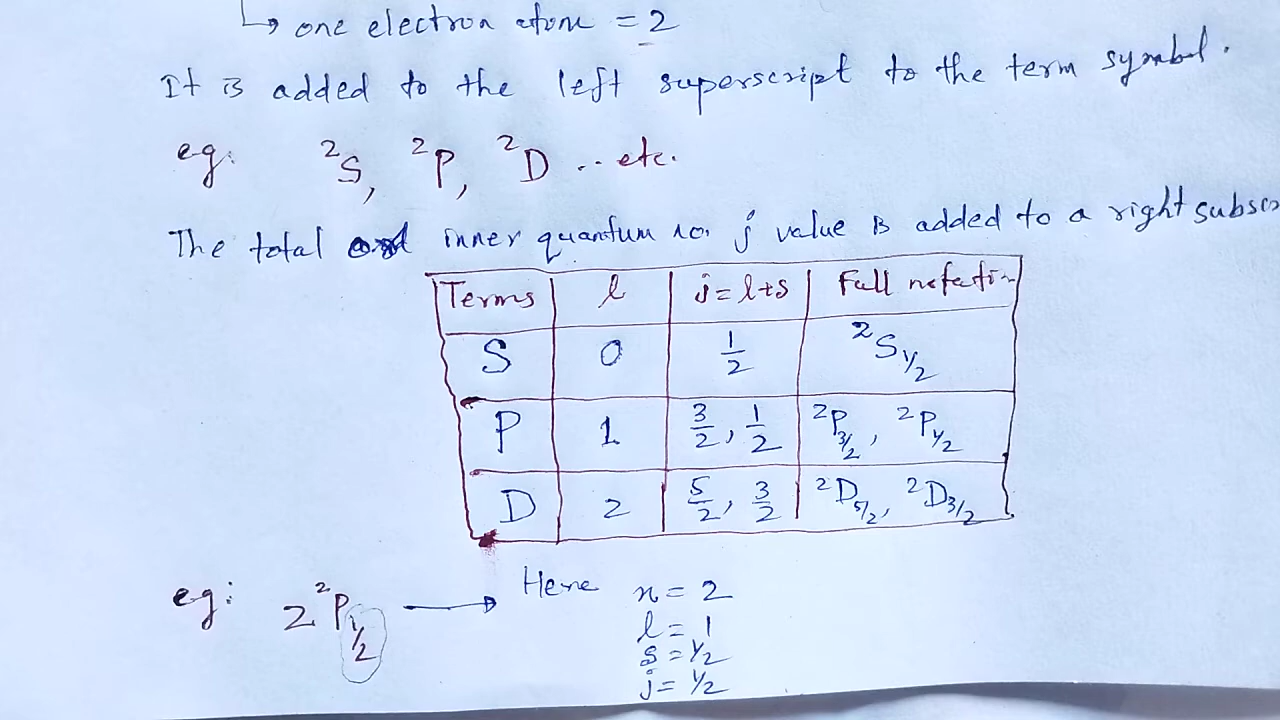 ↳ one electron atom = 2
It is added to the left superscript to the term symbol.
eg: ²S, ²P, ²D ... etc.
The total inner quantum no. j value is added to a right subsc
Terms | l | j = l+s | Full notation
S | 0 | 1/2 | ²S1/2
P | 1 | 3/2, 1/2 | ²P3/2, ²P1/2
D | 2 | 5/2, 3/2 | ²D5/2, ²D3/2
eg: 2²P1/2 → Here n = 2
l = 1
s = 1/2
j = 1/2